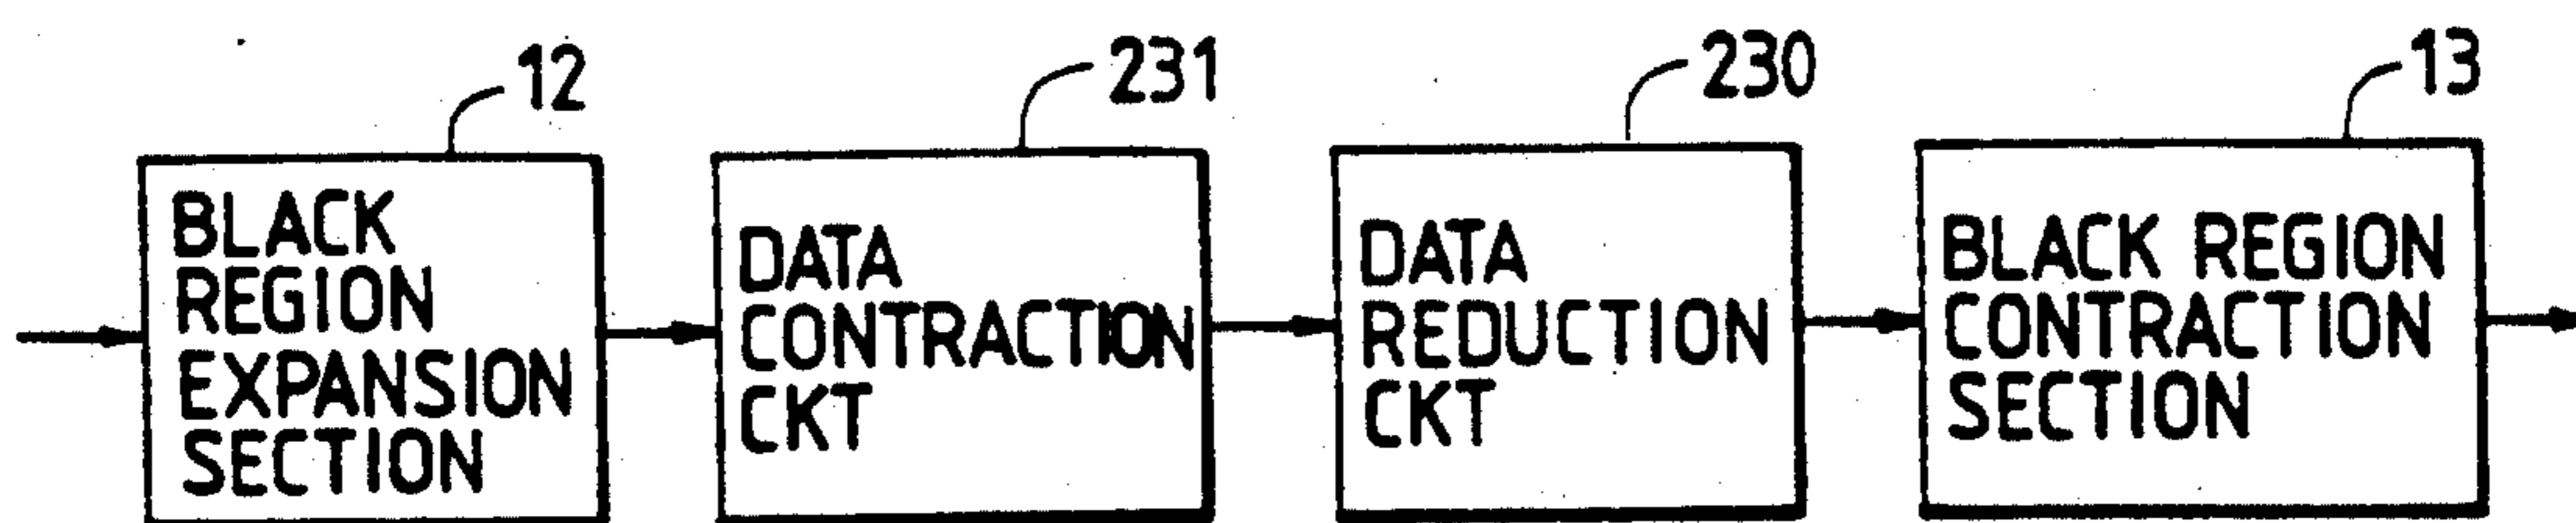 12
BLACK
REGION
EXPANSION
SECTION
231
DATA
CONTRACTION
CKT
230
DATA
REDUCTION
CKT
13
BLACK REGION
CONTRACTION
SECTION